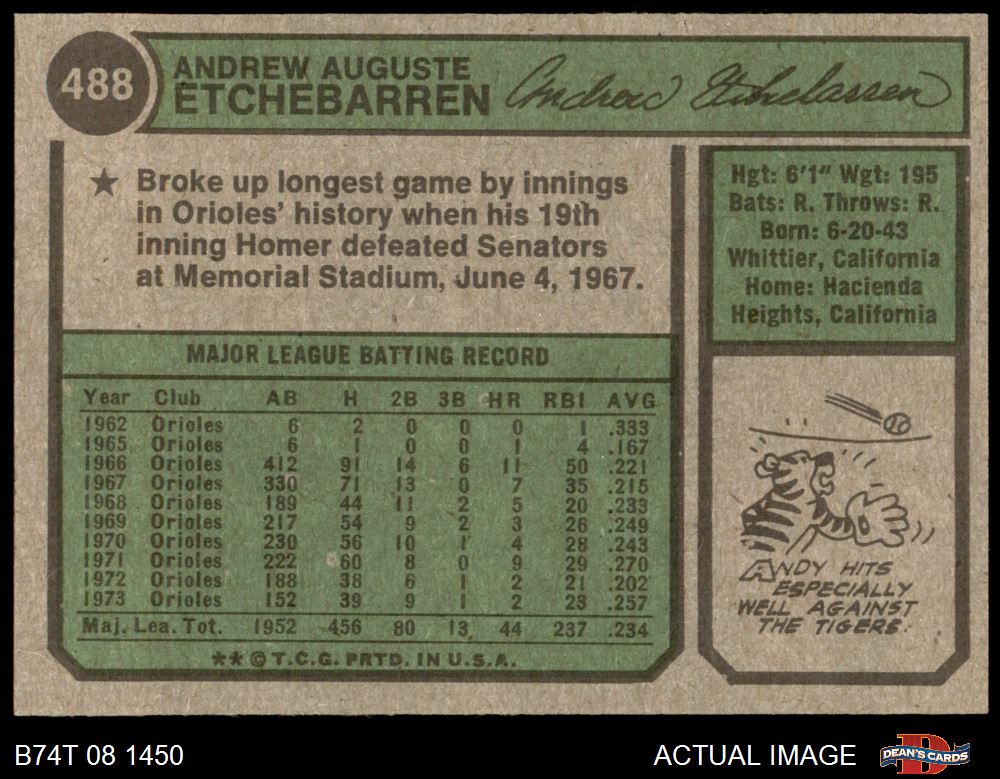 488
ANDREW AUGUSTE
ETCHEBARREN
Andrew Etchebarren
★ Broke up longest game by innings
in Orioles' history when his 19th
inning Homer defeated Senators
at Memorial Stadium, June 4, 1967.
Hgt: 6'1" Wgt: 195
Bats: R. Throws: R.
Born: 6-20-43
Whittier, California
Home: Hacienda
Heights, California
MAJOR LEAGUE BATTING RECORD
Year Club AB H 2B 3B HR RBI AVG
1962 Orioles 6 2 0 0 0 1 .333
1965 Orioles 6 1 0 0 1 4 .167
1966 Orioles 412 91 14 6 11 50 .221
1967 Orioles 330 71 13 0 7 35 .215
1968 Orioles 189 44 11 2 5 20 .233
1969 Orioles 217 54 9 2 3 26 .249
1970 Orioles 230 56 10 1 4 28 .243
1971 Orioles 222 60 8 0 9 29 .270
1972 Orioles 188 38 6 1 2 21 .202
1973 Orioles 152 39 9 1 2 23 .257
Maj. Lea. Tot. 1952 456 80 13 44 237 .234
**©T.C.G. PRTD. IN U.S.A.
ANDY HITS
ESPECIALLY
WELL AGAINST
THE TIGERS.
B74T 08 1450
ACTUAL IMAGE
DEAN'S CARDS